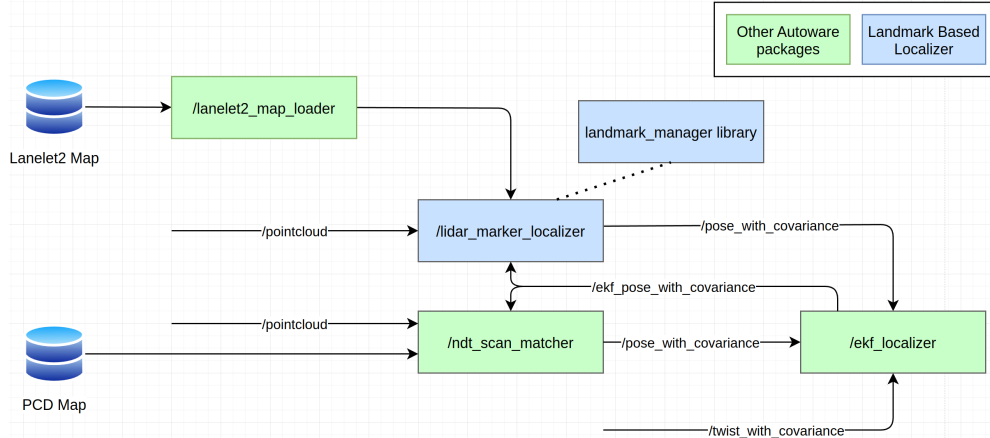 Other Autoware
packages
Landmark Based
Localizer
/lanelet2_map_loader
landmark_manager library
Lanelet2 Map
/pointcloud
/lidar_marker_localizer
/pose_with_covariance
/ekf_pose_with_covariance
/pointcloud
/ndt_scan_matcher
/pose_with_covariance
/ekf_localizer
PCD Map
/twist_with_covariance